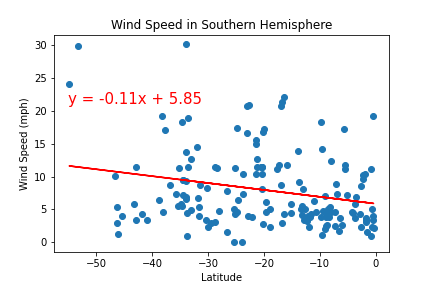 Wind Speed in Southern Hemisphere
30
25
y = -0.11x + 5.85
20
15
10
5
0
Wind Speed (mph)
−50 −40 −30 −20 −10 0
Latitude